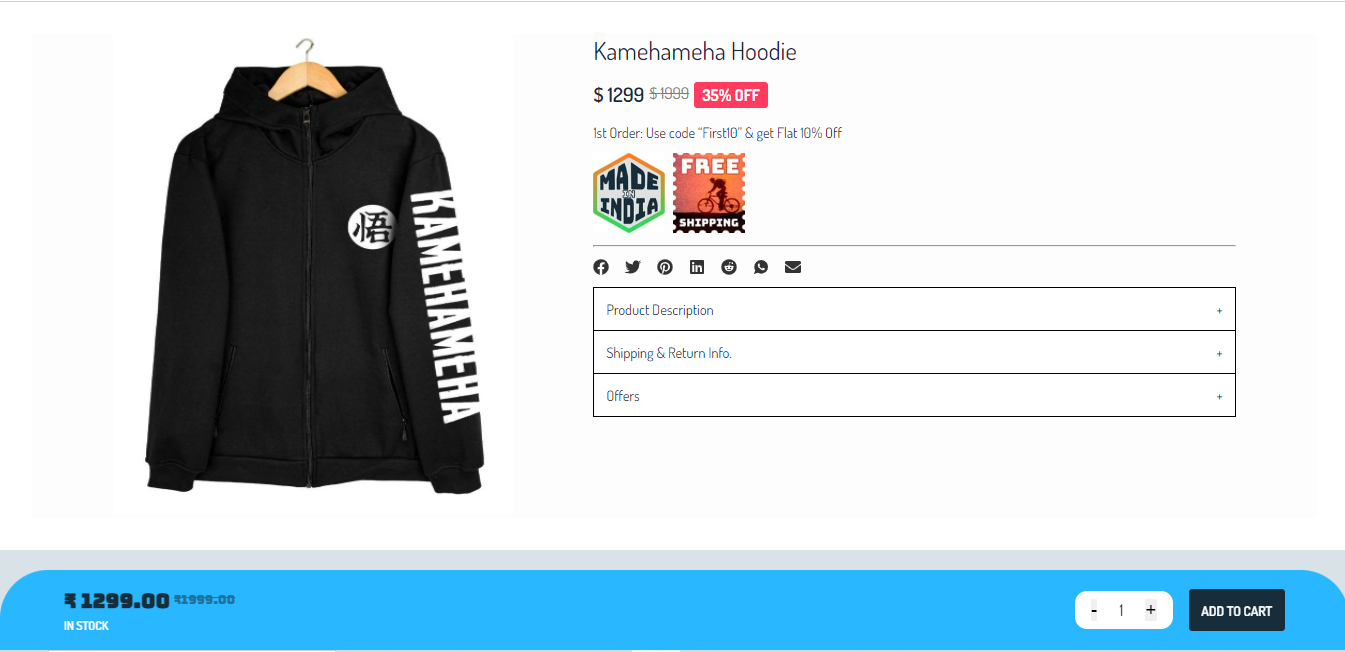 Kamehameha Hoodie
$ 1299 $ 1999 35% OFF
1st Order: Use code “First10” & get Flat 10% Off
MADE
IN
INDIA
FREE
SHIPPING
悟
KAMEHAMEHA
Product Description +
Shipping & Return Info. +
Offers +
₹ 1299.00 ₹1999.00
IN STOCK
- 1 +
ADD TO CART